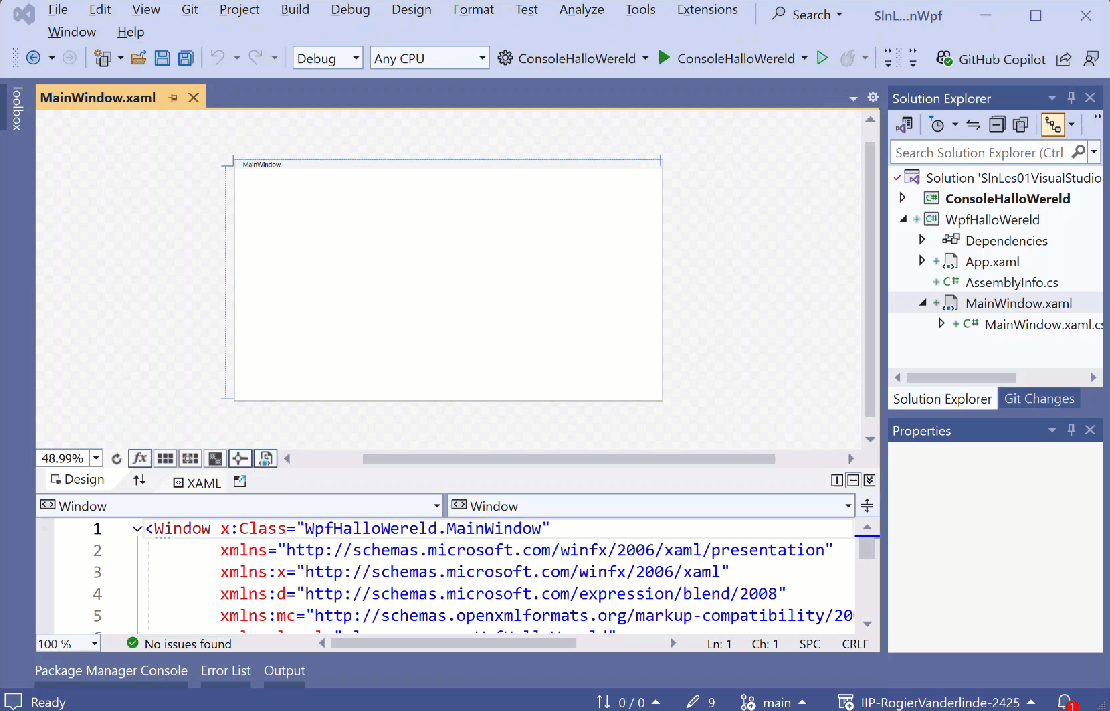 File Edit View Git Project Build Debug Design Format Test Analyze Tools Extensions Search SlnL...nWpf
Window Help
Debug Any CPU ConsoleHalloWereld ConsoleHalloWereld GitHub Copilot
Toolbox
MainWindow.xaml
MainWindow
48.99% fx
Design XAML
Window Window
1 <Window x:Class="WpfHalloWereld.MainWindow"
2 xmlns="http://schemas.microsoft.com/winfx/2006/xaml/presentation"
3 xmlns:x="http://schemas.microsoft.com/winfx/2006/xaml"
4 xmlns:d="http://schemas.microsoft.com/expression/blend/2008"
5 xmlns:mc="http://schemas.openxmlformats.org/markup-compatibility/20
100 % No issues found Ln: 1 Ch: 1 SPC CRLF
Solution Explorer
Search Solution Explorer (Ctrl
Solution 'SlnLes01VisualStudio
C# ConsoleHalloWereld
C# WpfHalloWereld
Dependencies
App.xaml
C# AssemblyInfo.cs
MainWindow.xaml
C# MainWindow.xaml.cs
Solution Explorer Git Changes
Properties
Package Manager Console Error List Output
Ready 0 / 0 9 main IIP-RogierVanderlinde-2425 1